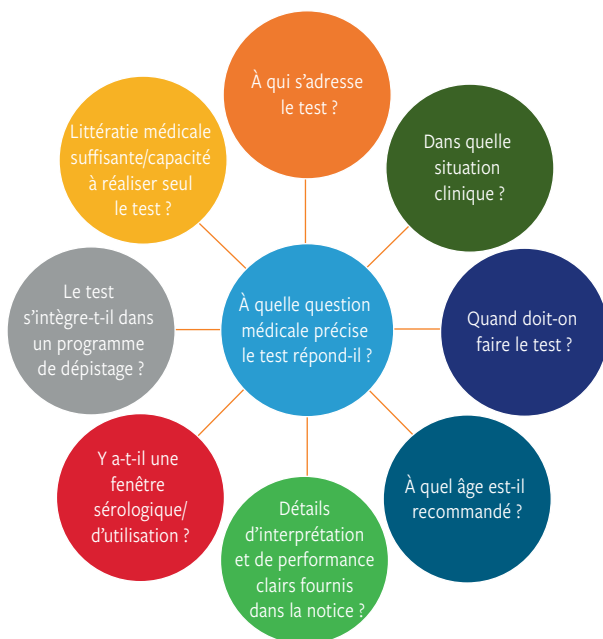 À qui s'adresse
le test ?
Littératie médicale
suffisante/capacité
à réaliser seul
le test ?
Dans quelle
situation
clinique ?
Le test
s'intègre-t-il dans
un programme
de dépistage ?
À quelle question
médicale précise
le test répond-il ?
Quand doit-on
faire le test ?
Y a-t-il une
fenêtre
sérologique/
d'utilisation ?
Détails
d'interprétation
et de performance
clairs fournis
dans la notice ?
À quel âge est-il
recommandé ?